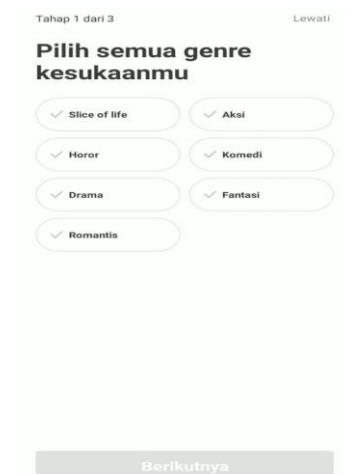 Tahap 1 dari 3
Lewati
Pilih semua genre
kesukaanmu
Slice of life
Aksi
Horor
Komedi
Drama
Fantasi
Romantis
Berikutnya